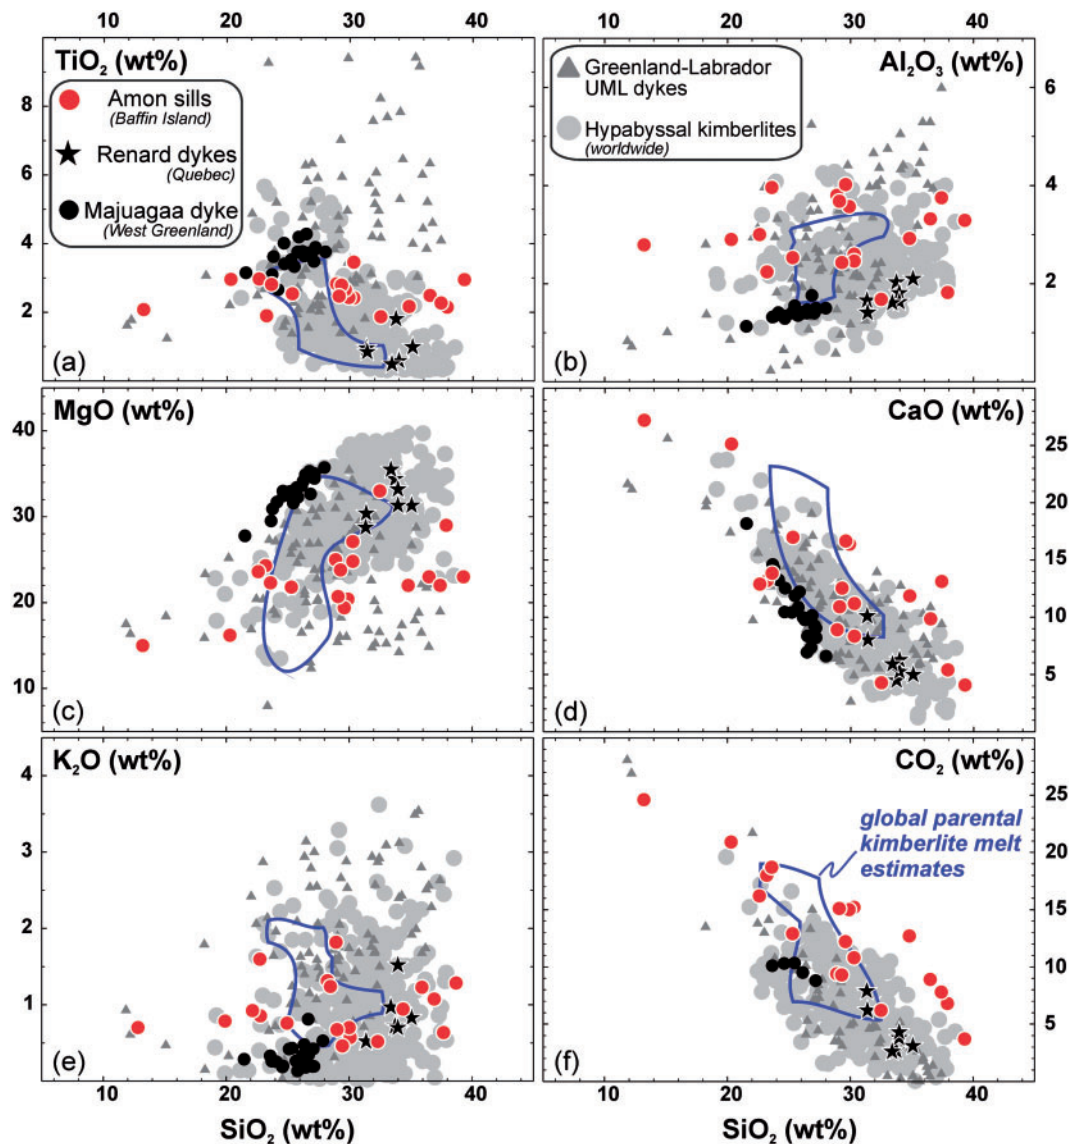 10 20 30 40 10 20 30 40
TiO2 (wt%)
Amon sills
(Baffin Island)
Renard dykes
(Quebec)
Majuagaa dyke
(West Greenland)
8
6
4
2
(a)
Al2O3 (wt%)
Greenland-Labrador
UML dykes
Hypabyssal kimberlites
(worldwide)
6
4
2
(b)
MgO (wt%)
40
30
20
10
(c)
CaO (wt%)
25
20
15
10
5
(d)
K2O (wt%)
4
3
2
1
0
(e)
CO2 (wt%)
global parental
kimberlite melt
estimates
25
20
15
10
5
0
(f)
10 20 30 40 10 20 30 40
SiO2 (wt%) SiO2 (wt%)